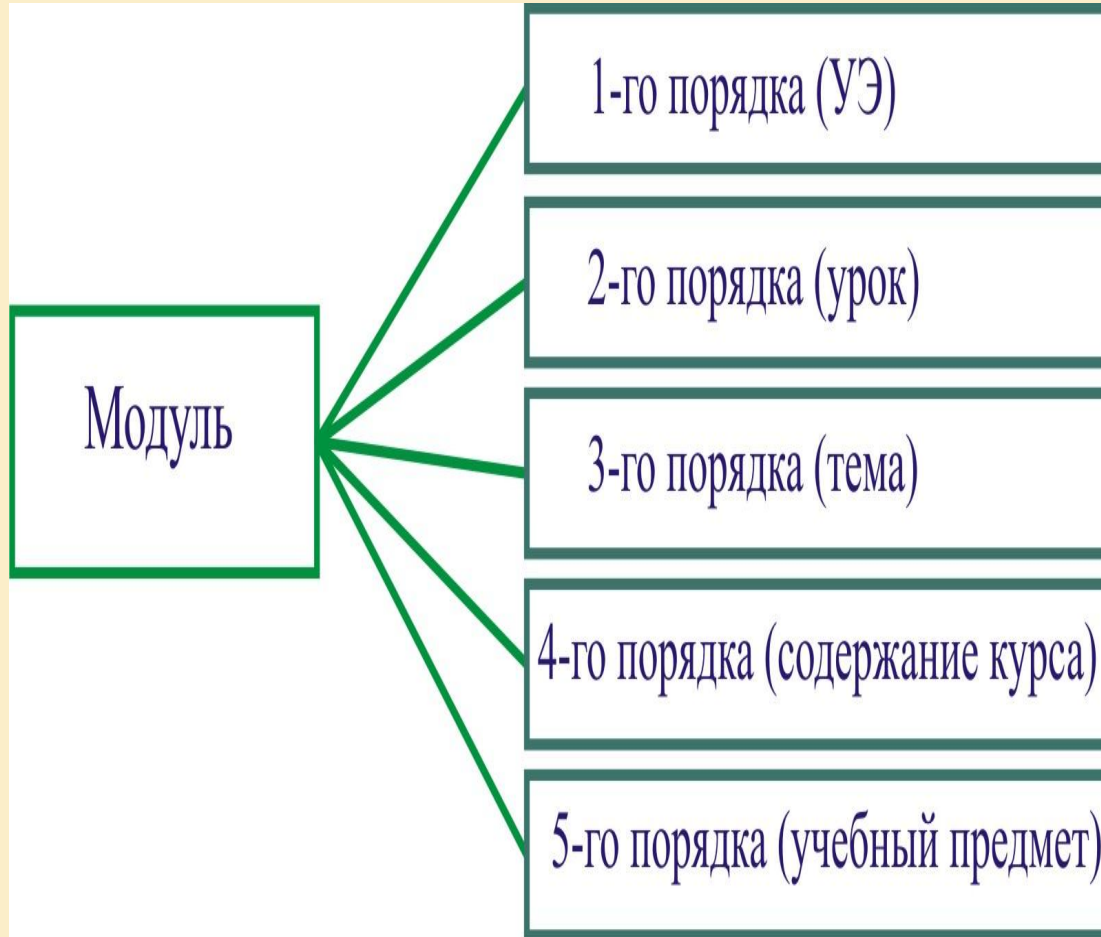 Модуль
1-го порядка (УЭ)
2-го порядка (урок)
3-го порядка (тема)
4-го порядка (содержание курса)
5-го порядка (учебный предмет)